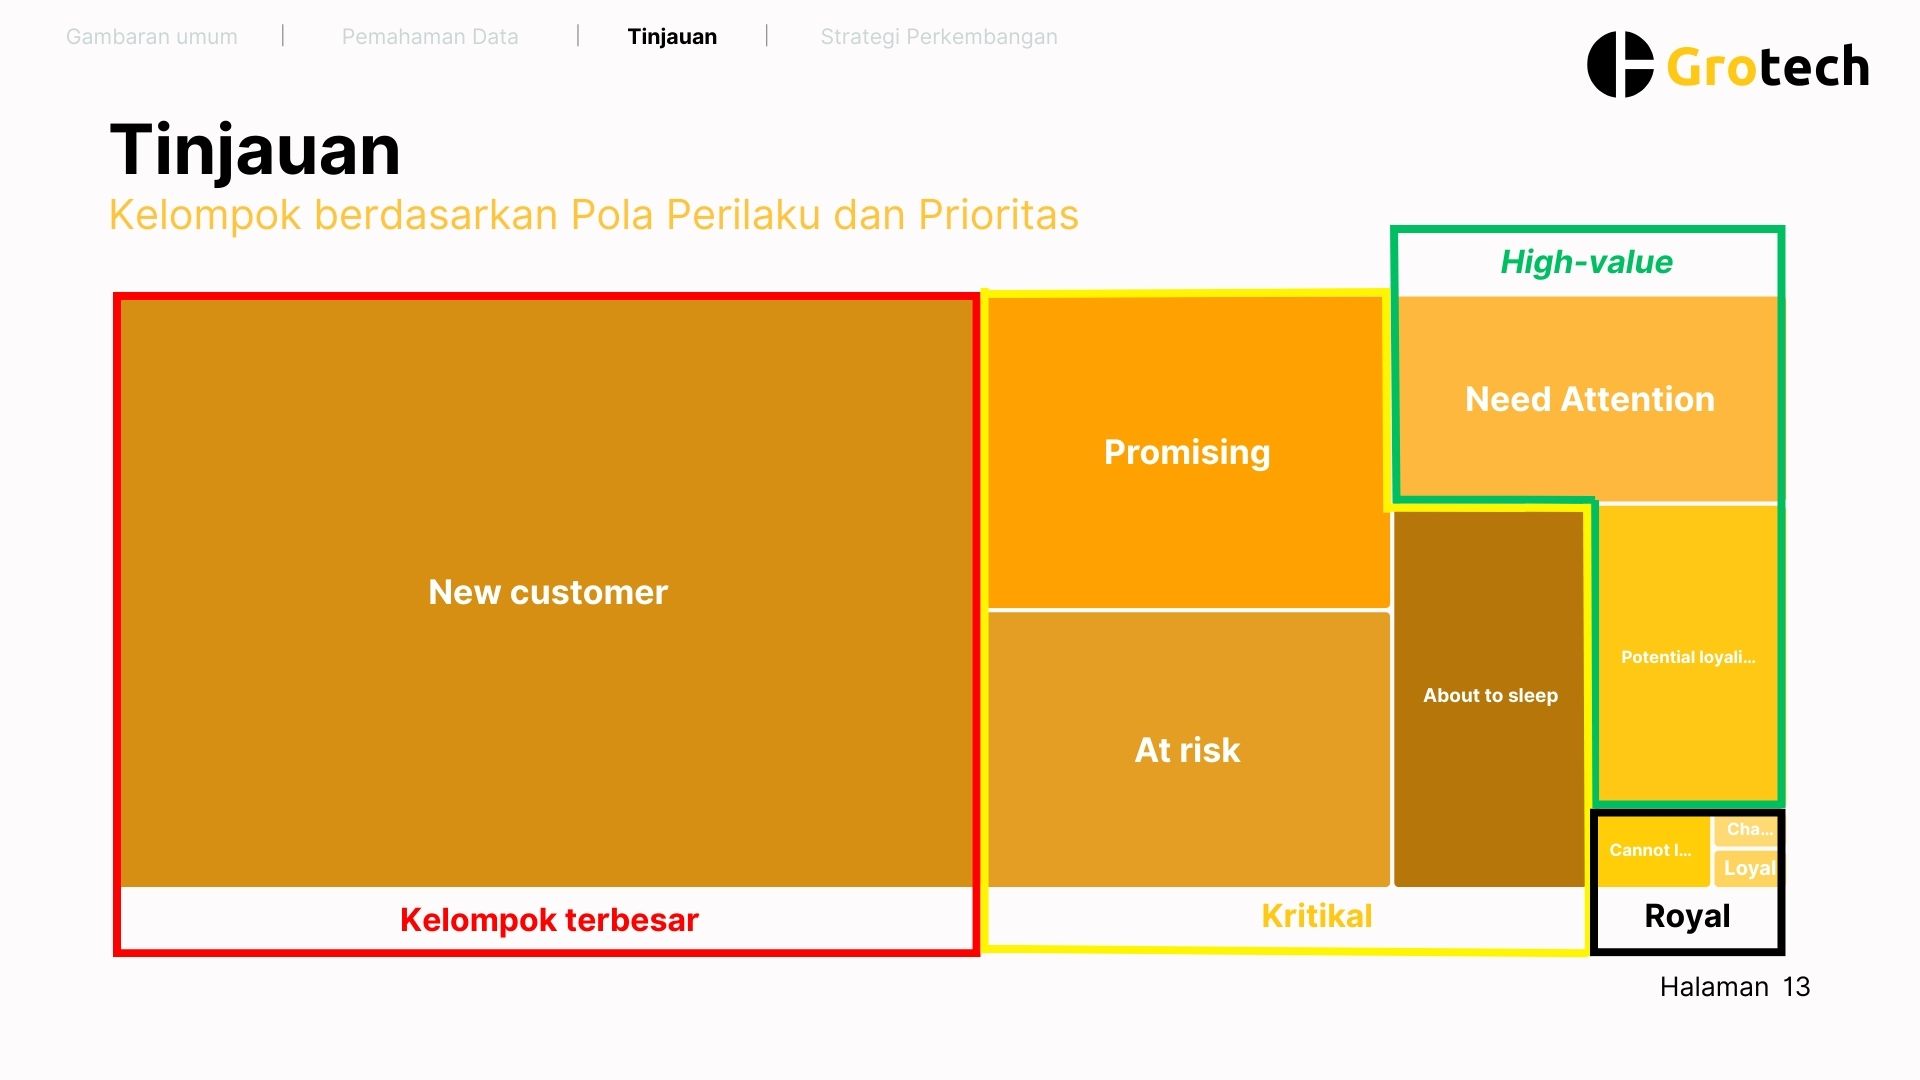 Gambaran umum | Pemahaman Data | Tinjauan | Strategi Perkembangan
Grotech
Tinjauan
Kelompok berdasarkan Pola Perilaku dan Prioritas
High-value
Need Attention
Promising
New customer
Potential loyali...
About to sleep
At risk
Cha...
Cannot l...
Loyal
Kelompok terbesar
Kritikal
Royal
Halaman 13